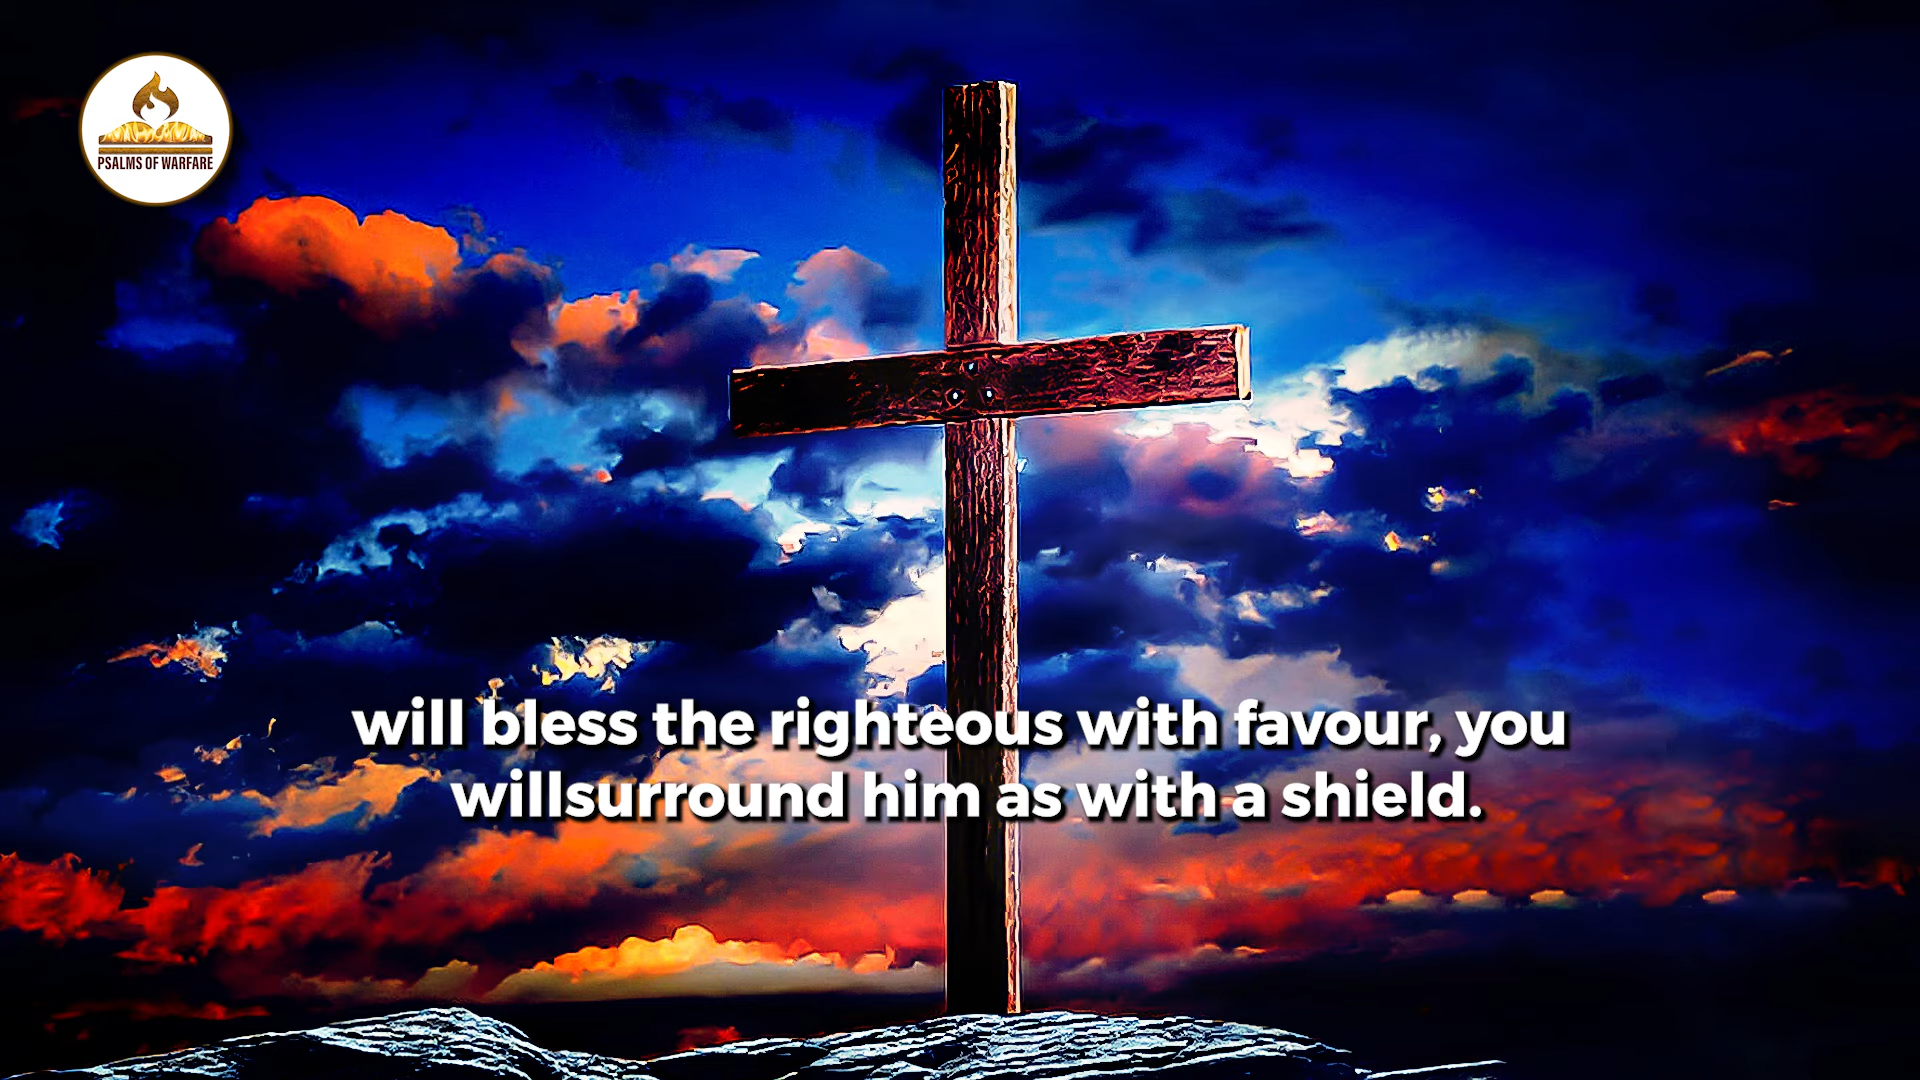 PSALMS OF WARFARE
will bless the righteous with favour, you
willsurround him as with a shield.